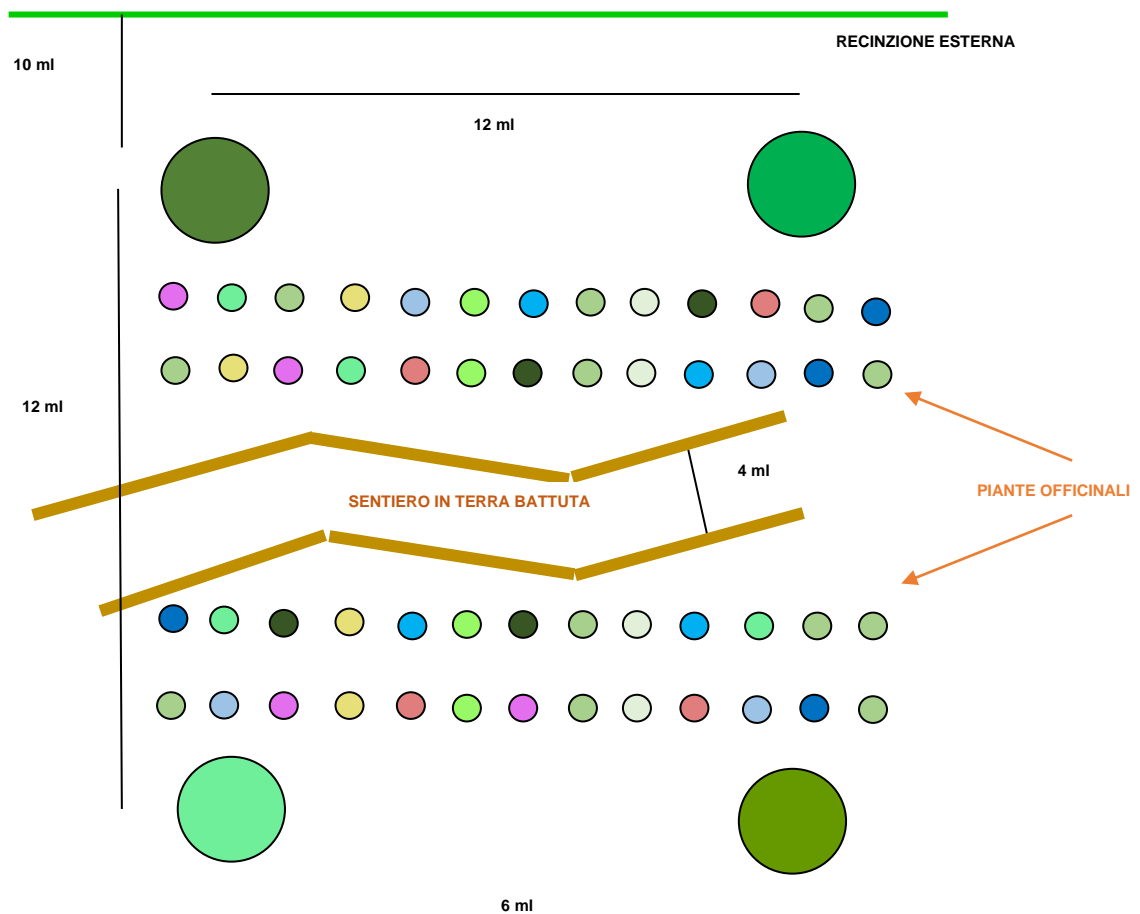 RECINZIONE ESTERNA
10 ml
12 ml
12 ml
4 ml
SENTIERO IN TERRA BATTUTA
PIANTE OFFICINALI
6 ml